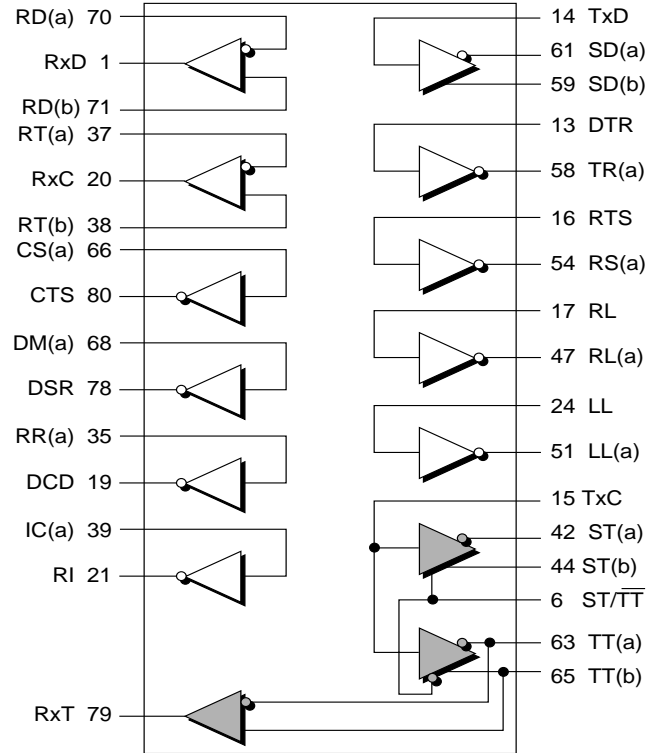 RD(a) 70
RxD 1
RD(b) 71
RT(a) 37
RxC 20
RT(b) 38
CS(a) 66
CTS 80
DM(a) 68
DSR 78
RR(a) 35
DCD 19
IC(a) 39
RI 21
RxT 79
14 TxD
61 SD(a)
59 SD(b)
13 DTR
58 TR(a)
16 RTS
54 RS(a)
17 RL
47 RL(a)
24 LL
51 LL(a)
15 TxC
42 ST(a)
44 ST(b)
6 ST/T̅T̅
63 TT(a)
65 TT(b)